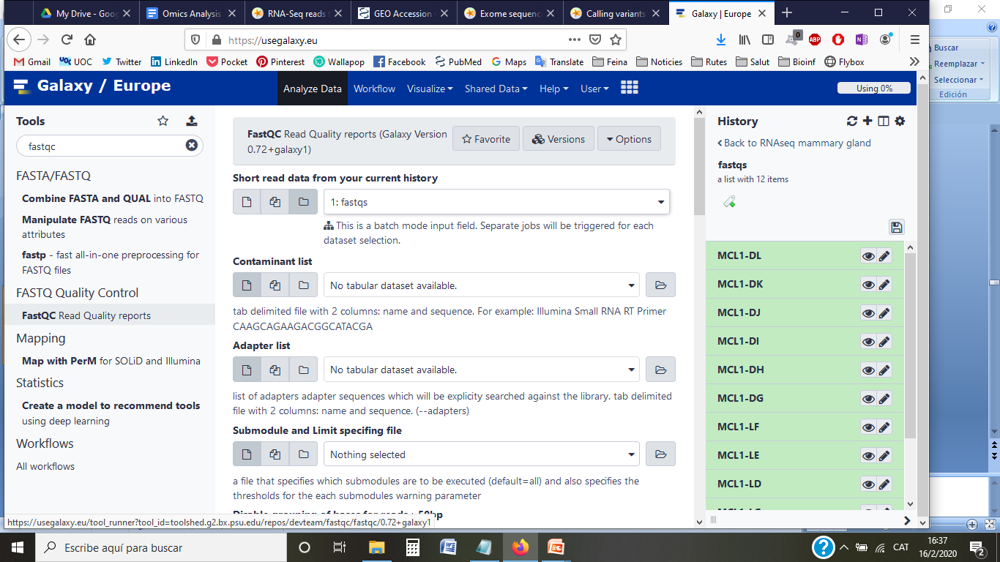 My Drive - Goog
Omics Analysis
RNA-Seq reads t
GEO Accession v
Exome sequenc
Calling variants
Galaxy | Europe
https://usegalaxy.eu
0
ABP
Gmail
UOC
Twitter
LinkedIn
Pocket
Pinterest
Wallapop
Facebook
PubMed
Maps
Translate
Feina
Noticies
Rutes
Salut
Bioinf
Flybox
Buscar
Reemplazar
Seleccionar
Edición
Galaxy / Europe
Analyze Data
Workflow
Visualize
Shared Data
Help
User
Using 0%
Tools
fastqc
FASTA/FASTQ
Combine FASTA and QUAL into FASTQ
Manipulate FASTQ reads on various
attributes
fastp - fast all-in-one preprocessing for
FASTQ files
FASTQ Quality Control
FastQC Read Quality reports
Mapping
Map with PerM for SOLiD and Illumina
Statistics
Create a model to recommend tools
using deep learning
Workflows
All workflows
FastQC Read Quality reports (Galaxy Version
0.72+galaxy1)
Favorite
Versions
Options
Short read data from your current history
1: fastqs
This is a batch mode input field. Separate jobs will be triggered for each
dataset selection.
Contaminant list
No tabular dataset available.
tab delimited file with 2 columns: name and sequence. For example: Illumina Small RNA RT Primer
CAAGCAGAAGACGGCATACGA
Adapter list
No tabular dataset available.
list of adapters adapter sequences which will be explicity searched against the library. tab delimited
file with 2 columns: name and sequence. (--adapters)
Submodule and Limit specifing file
Nothing selected
a file that specifies which submodules are to be executed (default=all) and also specifies the
thresholds for the each submodules warning parameter
History
Back to RNAseq mammary gland
fastqs
a list with 12 items
MCL1-DL
MCL1-DK
MCL1-DJ
MCL1-DI
MCL1-DH
MCL1-DG
MCL1-LF
MCL1-LE
MCL1-LD
https://usegalaxy.eu/tool_runner?tool_id=toolshed.g2.bx.psu.edu/repos/devteam/fastqc/fastqc/0.72+galaxy1
Escribe aquí para buscar
CAT
16:37
16/2/2020
2